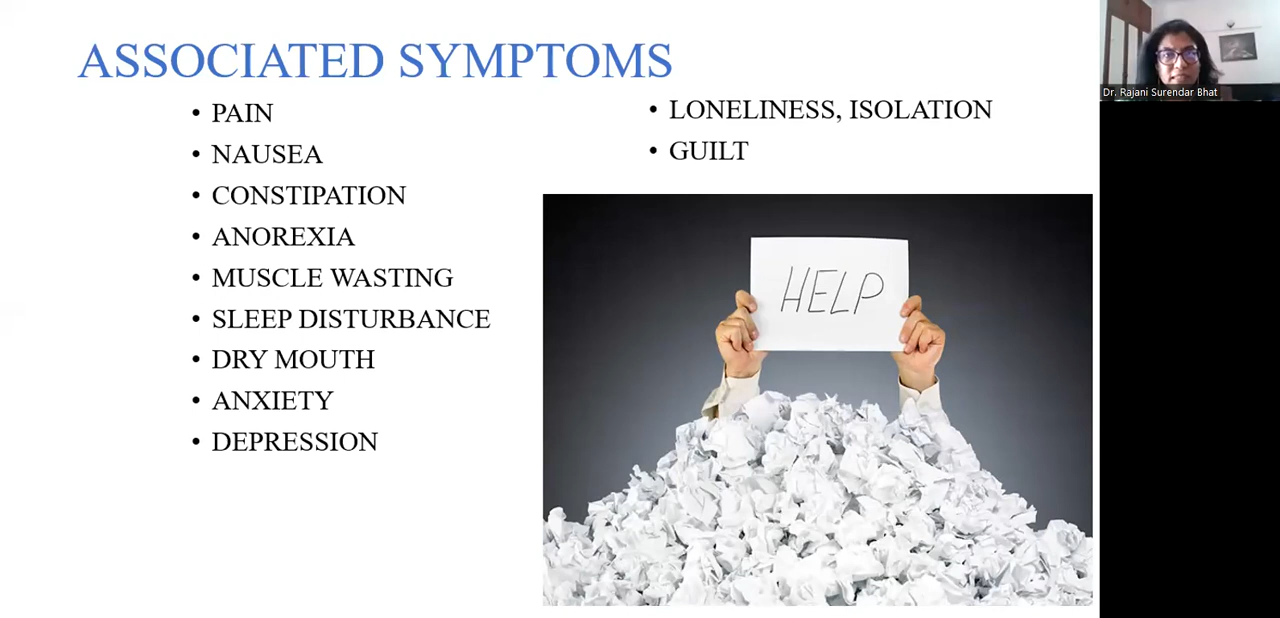 ASSOCIATED SYMPTOMS
• PAIN
• NAUSEA
• CONSTIPATION
• ANOREXIA
• MUSCLE WASTING
• SLEEP DISTURBANCE
• DRY MOUTH
• ANXIETY
• DEPRESSION
• LONELINESS, ISOLATION
• GUILT
HELP
Dr. Rajani Surendar Bhat